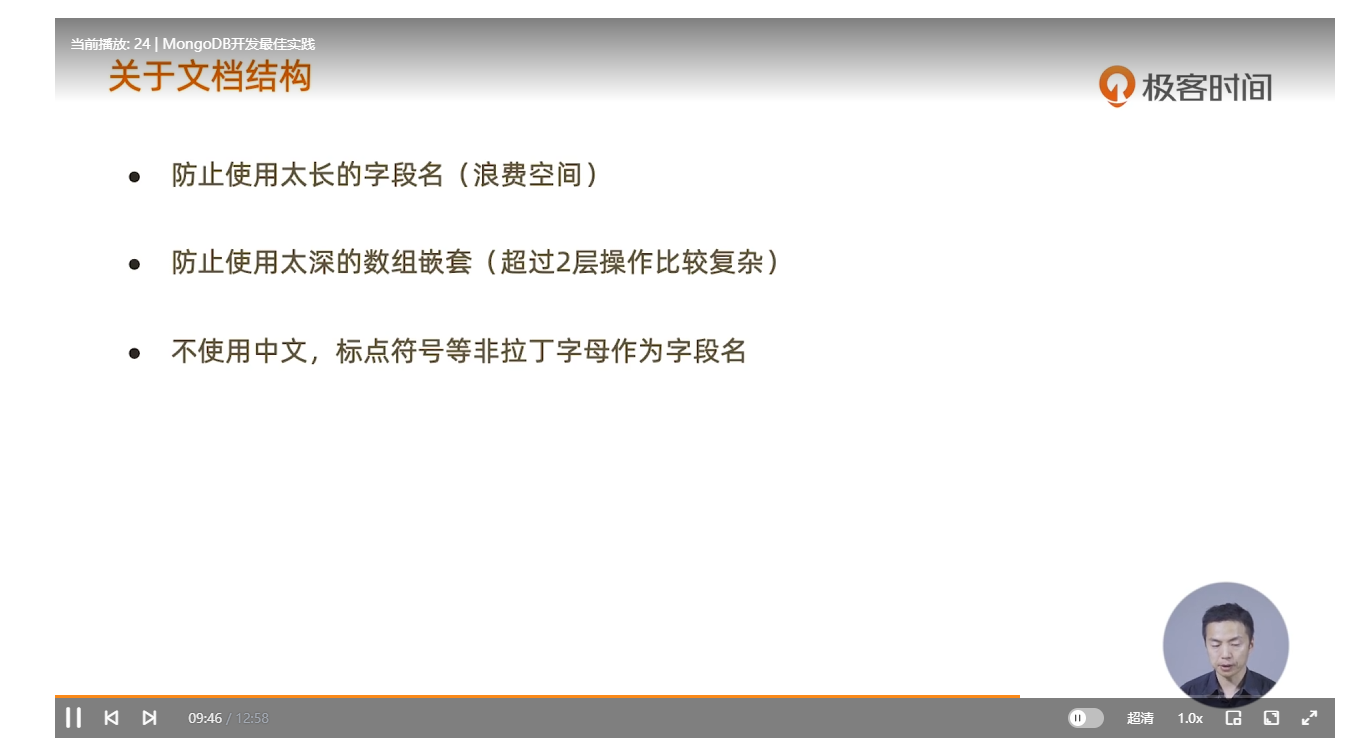 当前播放: 24 | MongoDB开发最佳实践
关于文档结构
极客时间
防止使用太长的字段名（浪费空间）
防止使用太深的数组嵌套（超过2层操作比较复杂）
不使用中文，标点符号等非拉丁字母作为字段名
09:46 / 12:58
超清
1.0x